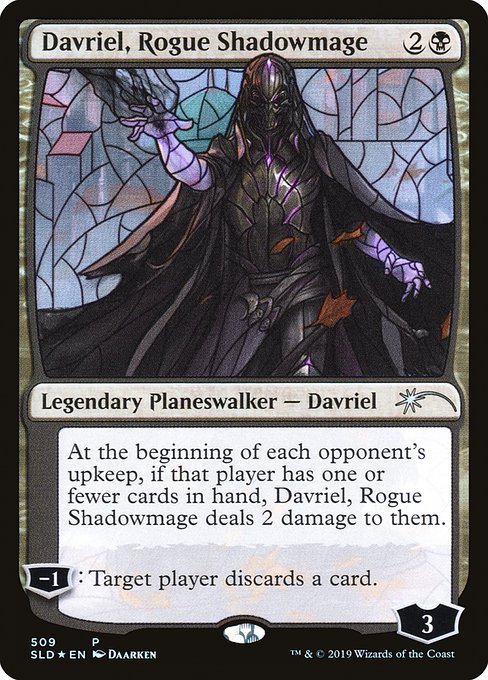 Davriel, Rogue Shadowmage 2
Legendary Planeswalker — Davriel
At the beginning of each opponent's
upkeep, if that player has one or
fewer cards in hand, Davriel, Rogue
Shadowmage deals 2 damage to them.
-1: Target player discards a card.
3
509 P
SLD ★ EN Daarken
™ & © 2019 Wizards of the Coast